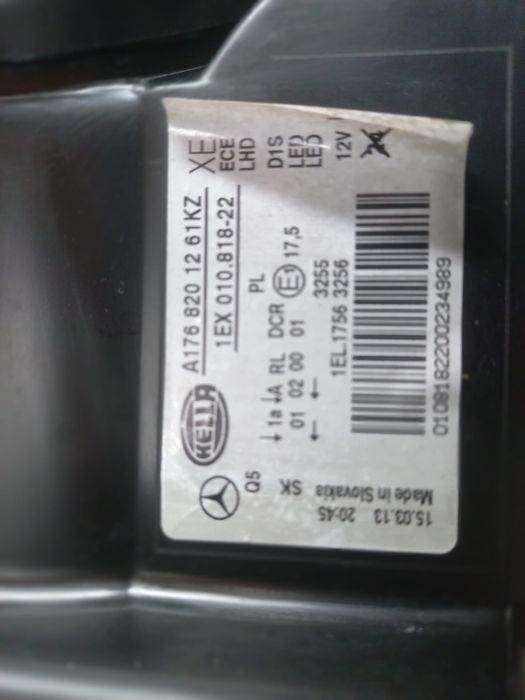 A176 820 12 61KZ
XE
ECE
LHD
1EX 010.818-22
HELLA
PL
D1S
LED
LED
↓1a ↓A RL DCR E1 17,5
01 02 00 01
← ←
3255
1EL.1756 3256
12V
Q5
SK
Made in Slovakia
15.03.13 20:45
0108182200234989